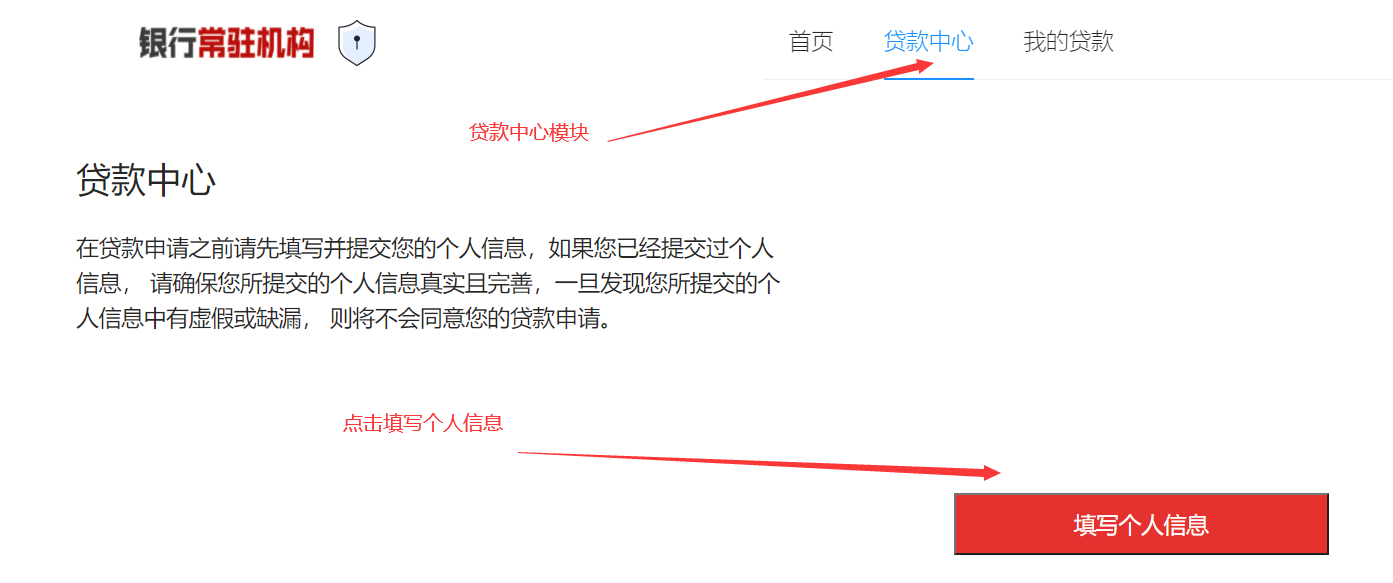 银行常驻机构
首页 贷款中心 我的贷款
贷款中心模块
贷款中心
在贷款申请之前请先填写并提交您的个人信息，如果您已经提交过个人
信息， 请确保您所提交的个人信息真实且完善，一旦发现您所提交的个
人信息中有虚假或缺漏， 则将不会同意您的贷款申请。
点击填写个人信息
填写个人信息